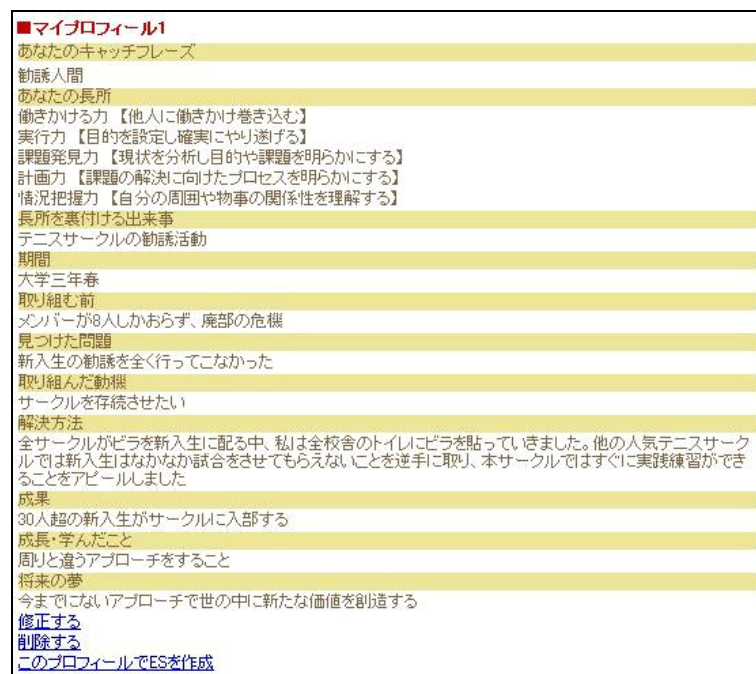 ■マイプロフィール1
あなたのキャッチフレーズ
勧誘人間
あなたの長所
働きかける力 【他人に働きかけ巻き込む】
実行力 【目的を設定し確実にやり遂げる】
課題発見力 【現状を分析し目的や課題を明らかにする】
計画力 【課題の解決に向けたプロセスを明らかにする】
情況把握力 【自分の周囲や物事の関係性を理解する】
長所を裏付ける出来事
テニスサークルの勧誘活動
期間
大学三年春
取り組む前
メンバーが8人しかおらず、廃部の危機
見つけた問題
新入生の勧誘を全く行ってこなかった
取り組んだ動機
サークルを存続させたい
解決方法
全サークルがビラを新入生に配る中、私は全校舎のトイレにビラを貼っていきました。他の人気テニスサーク
ルでは新入生はなかなか試合をさせてもらえないことを逆手に取り、本サークルではすぐに実践練習ができ
ることをアピールしました
成果
30人超の新入生がサークルに入部する
成長・学んだこと
周りと違うアプローチをすること
将来の夢
今までにないアプローチで世の中に新たな価値を創造する
修正する
削除する
このプロフィールでESを作成